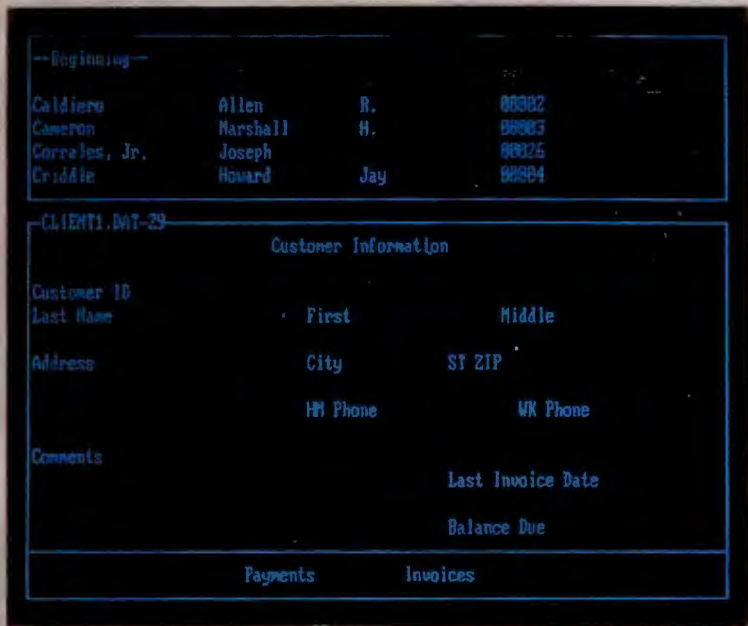 --Beginning--
Caldiero Allen R. 00002
Cameron Marshall H. 00003
Corrales, Jr. Joseph 00026
Criddle Howard Jay 00004
CLIENT1.DAT-29
Customer Information
Customer ID
Last Name First Middle
Address City ST ZIP
HM Phone WK Phone
Comments
Last Invoice Date
Balance Due
Payments Invoices